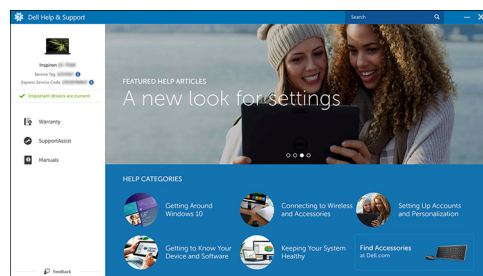 Dell Help & Support
Search
Inspiron
Service Tag
Express Service Code
Important drivers are current
Warranty
SupportAssist
Manuals
Feedback
FEATURED HELP ARTICLES
A new look for settings
HELP CATEGORIES
Getting Around
Windows 10
Connecting to Wireless
and Accessories
Setting Up Accounts
and Personalization
Getting to Know Your
Device and Software
Keeping Your System
Healthy
Find Accessories
at Dell.com